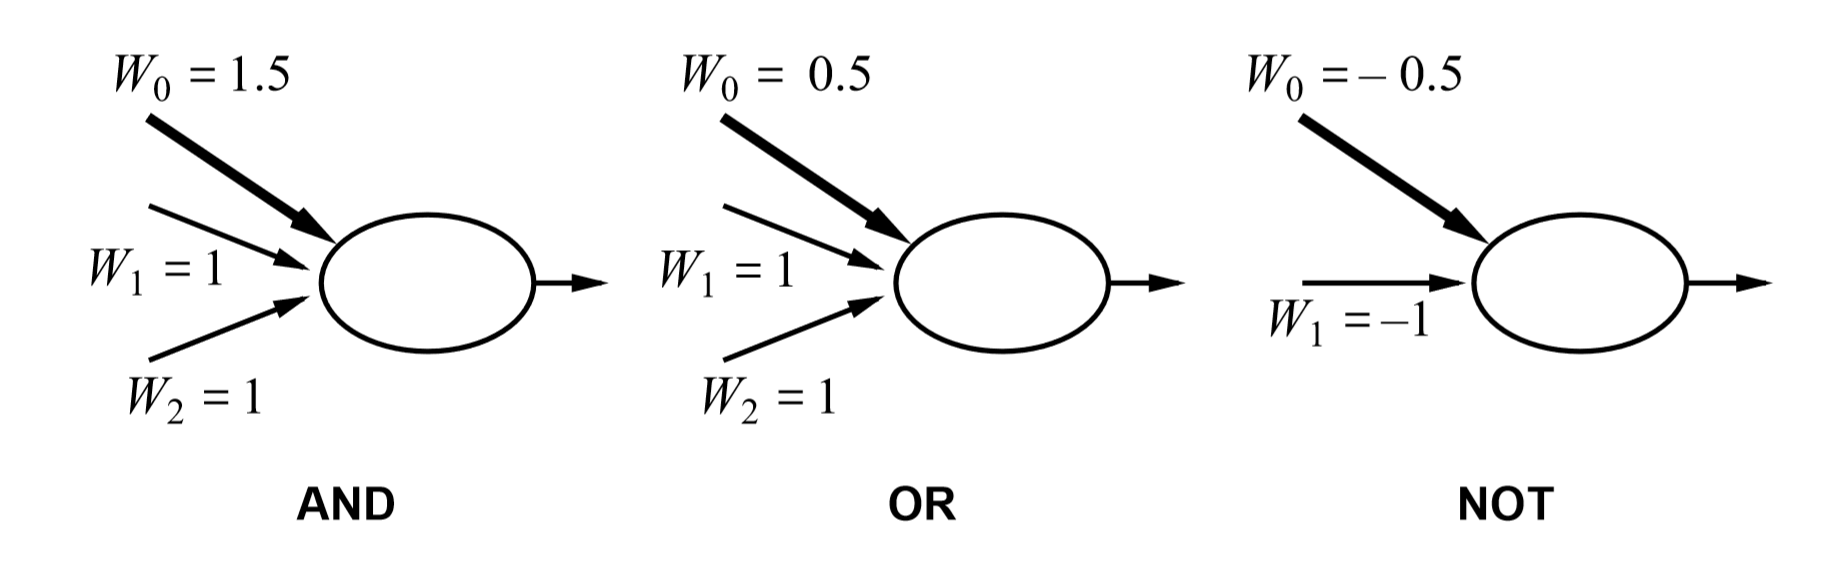 W₀ = 1.5
W₁ = 1
W₂ = 1
AND
W₀ = 0.5
W₁ = 1
W₂ = 1
OR
W₀ = – 0.5
W₁ = –1
NOT